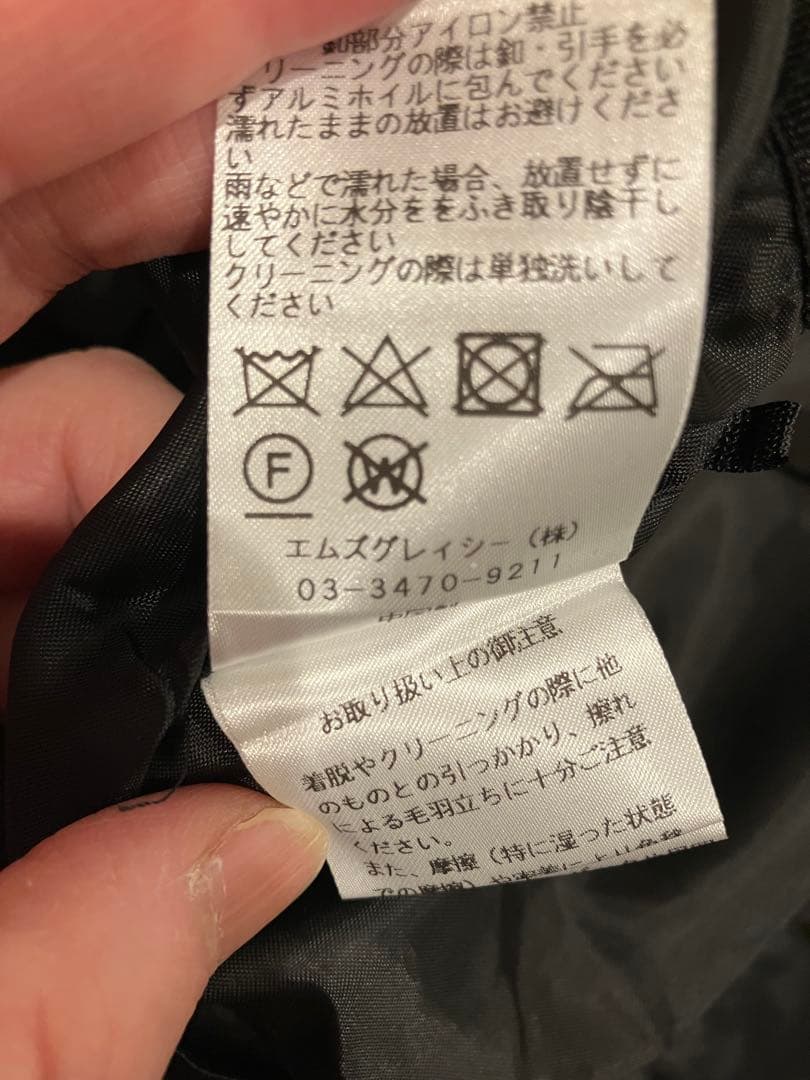 釦部分アイロン禁止
リーニングの際は釦・引手を必
ずアルミホイルに包んでください
濡れたままの放置はお避けくださ
い
雨などで濡れた場合、放置せずに
速やかに水分ををふき取り陰干し
してください
クリーニングの際は単独洗いして
ください
F
W
エムズグレィシー(株)
03-3470-9211
お取り扱い上の御注意
着脱やクリーニングの際に他
のものとの引っかかり、擦れ
による毛羽立ちに十分ご注意
ください。
また、摩擦(特に湿った状態
での摩擦)や